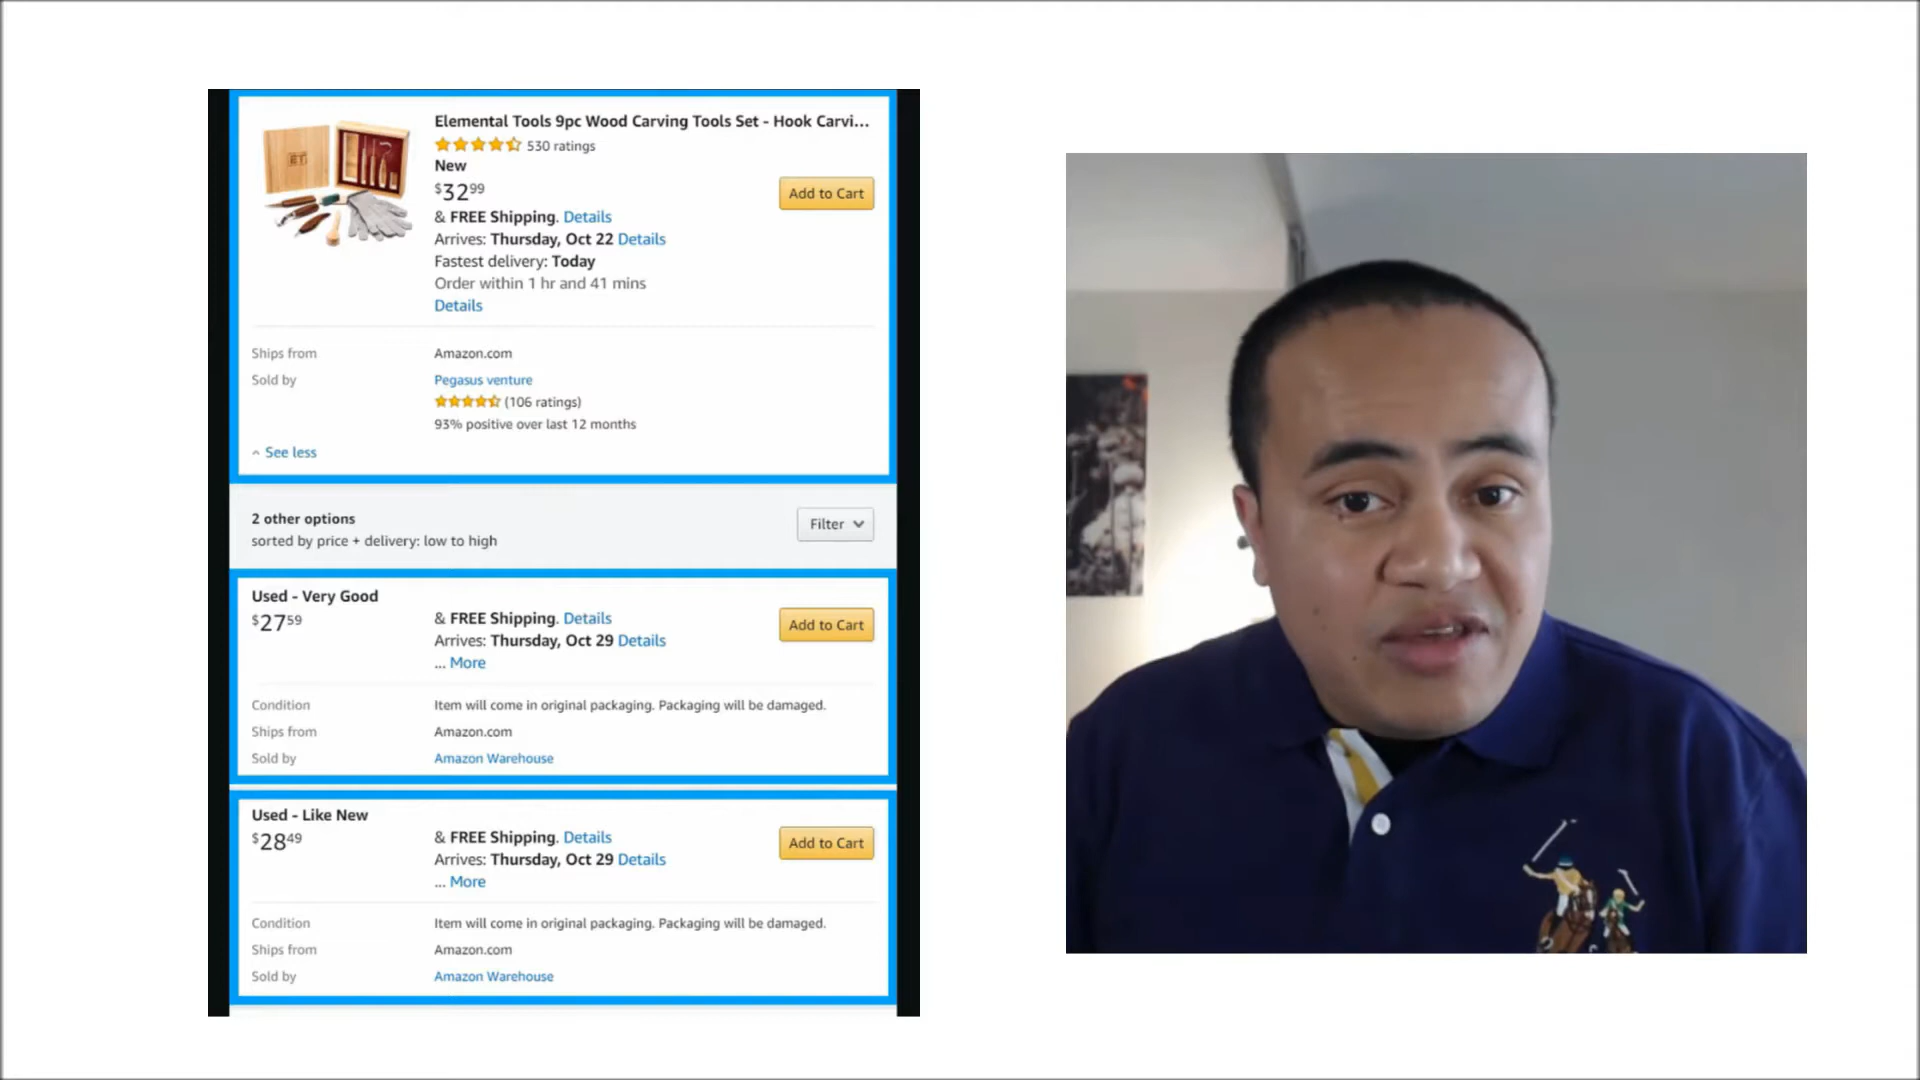 Elemental Tools 9pc Wood Carving Tools Set - Hook Carvi...
530 ratings
New
$32.99
Add to Cart
& FREE Shipping. Details
Arrives: Thursday, Oct 22 Details
Fastest delivery: Today
Order within 1 hr and 41 mins
Details
Ships from Amazon.com
Sold by Pegasus venture
(106 ratings)
93% positive over last 12 months
See less
2 other options
Filter
sorted by price + delivery: low to high
Used - Very Good
$27.59
& FREE Shipping. Details
Add to Cart
Arrives: Thursday, Oct 29 Details
... More
Condition Item will come in original packaging. Packaging will be damaged.
Ships from Amazon.com
Sold by Amazon Warehouse
Used - Like New
$28.49
& FREE Shipping. Details
Add to Cart
Arrives: Thursday, Oct 29 Details
... More
Condition Item will come in original packaging. Packaging will be damaged.
Ships from Amazon.com
Sold by Amazon Warehouse